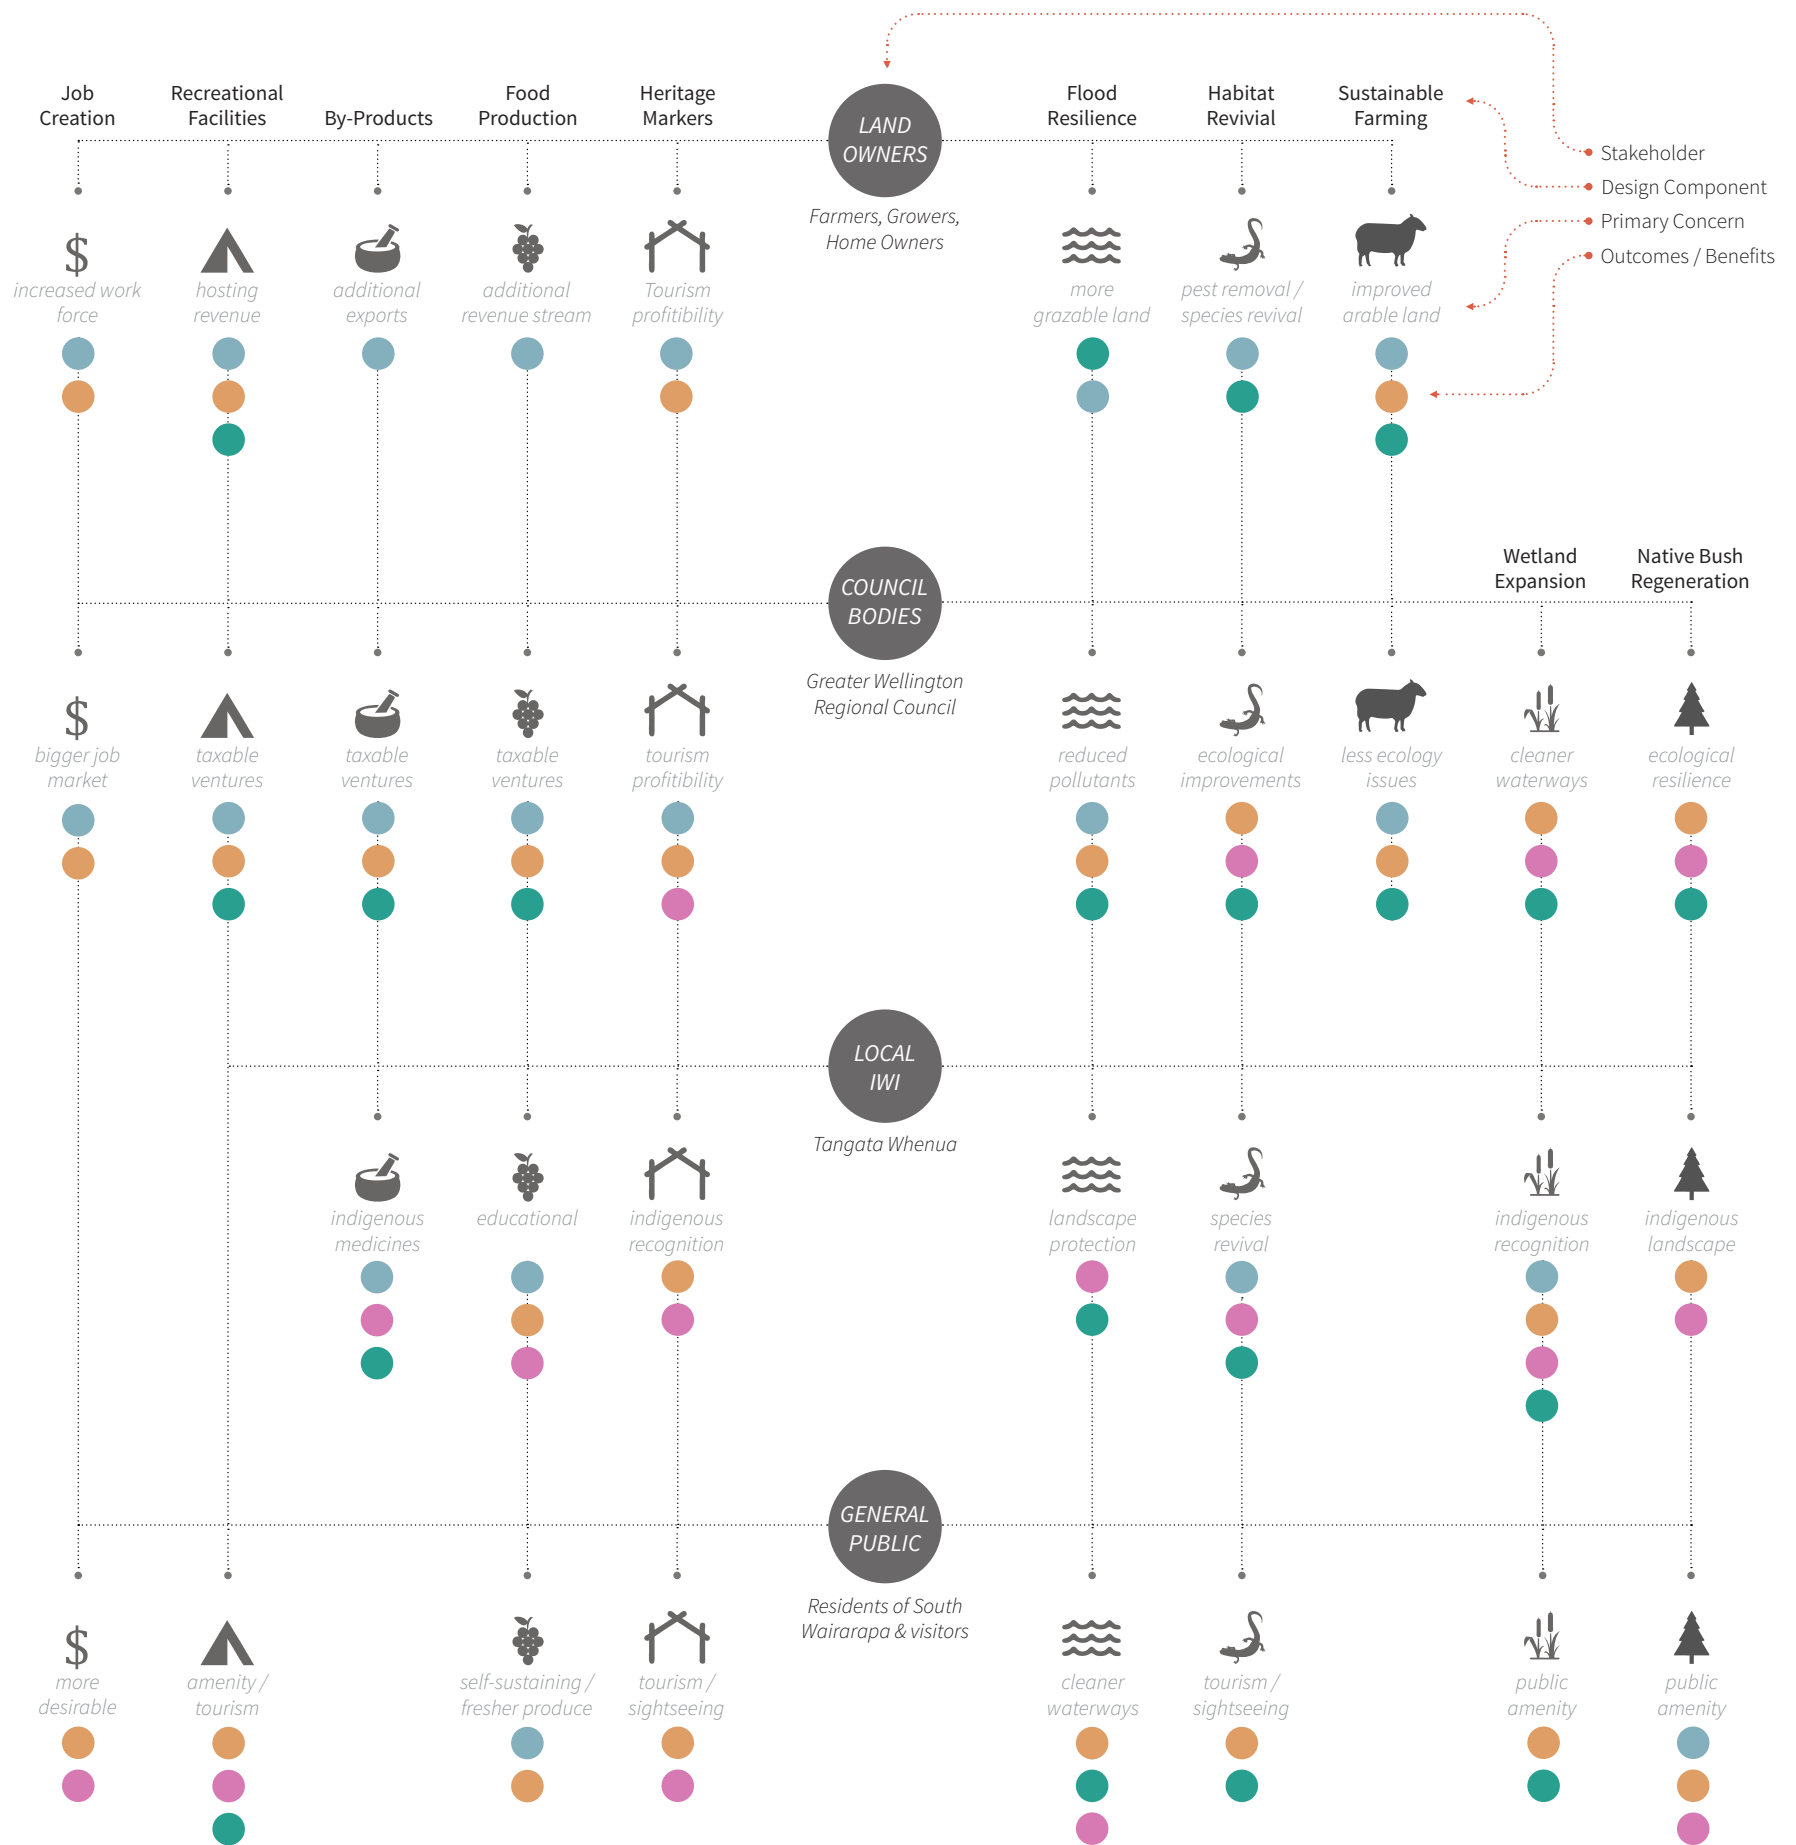 Job
Creation
Recreational
Facilities
By-Products
Food
Production
Heritage
Markers
LAND
OWNERS
Farmers, Growers,
Home Owners
Flood
Resilience
Habitat
Revivial
Sustainable
Farming
Stakeholder
Design Component
Primary Concern
Outcomes / Benefits
$
increased work
force
hosting
revenue
additional
exports
additional
revenue stream
Tourism
profitibility
more
grazable land
pest removal /
species revival
improved
arable land
COUNCIL
BODIES
Greater Wellington
Regional Council
Wetland
Expansion
Native Bush
Regeneration
$
bigger job
market
taxable
ventures
taxable
ventures
taxable
ventures
tourism
profitibility
reduced
pollutants
ecological
improvements
less ecology
issues
cleaner
waterways
ecological
resilience
LOCAL
IWI
Tangata Whenua
indigenous
medicines
educational
indigenous
recognition
landscape
protection
species
revival
indigenous
recognition
indigenous
landscape
GENERAL
PUBLIC
Residents of South
Wairarapa & visitors
$
more
desirable
amenity /
tourism
self-sustaining /
fresher produce
tourism /
sightseeing
cleaner
waterways
tourism /
sightseeing
public
amenity
public
amenity